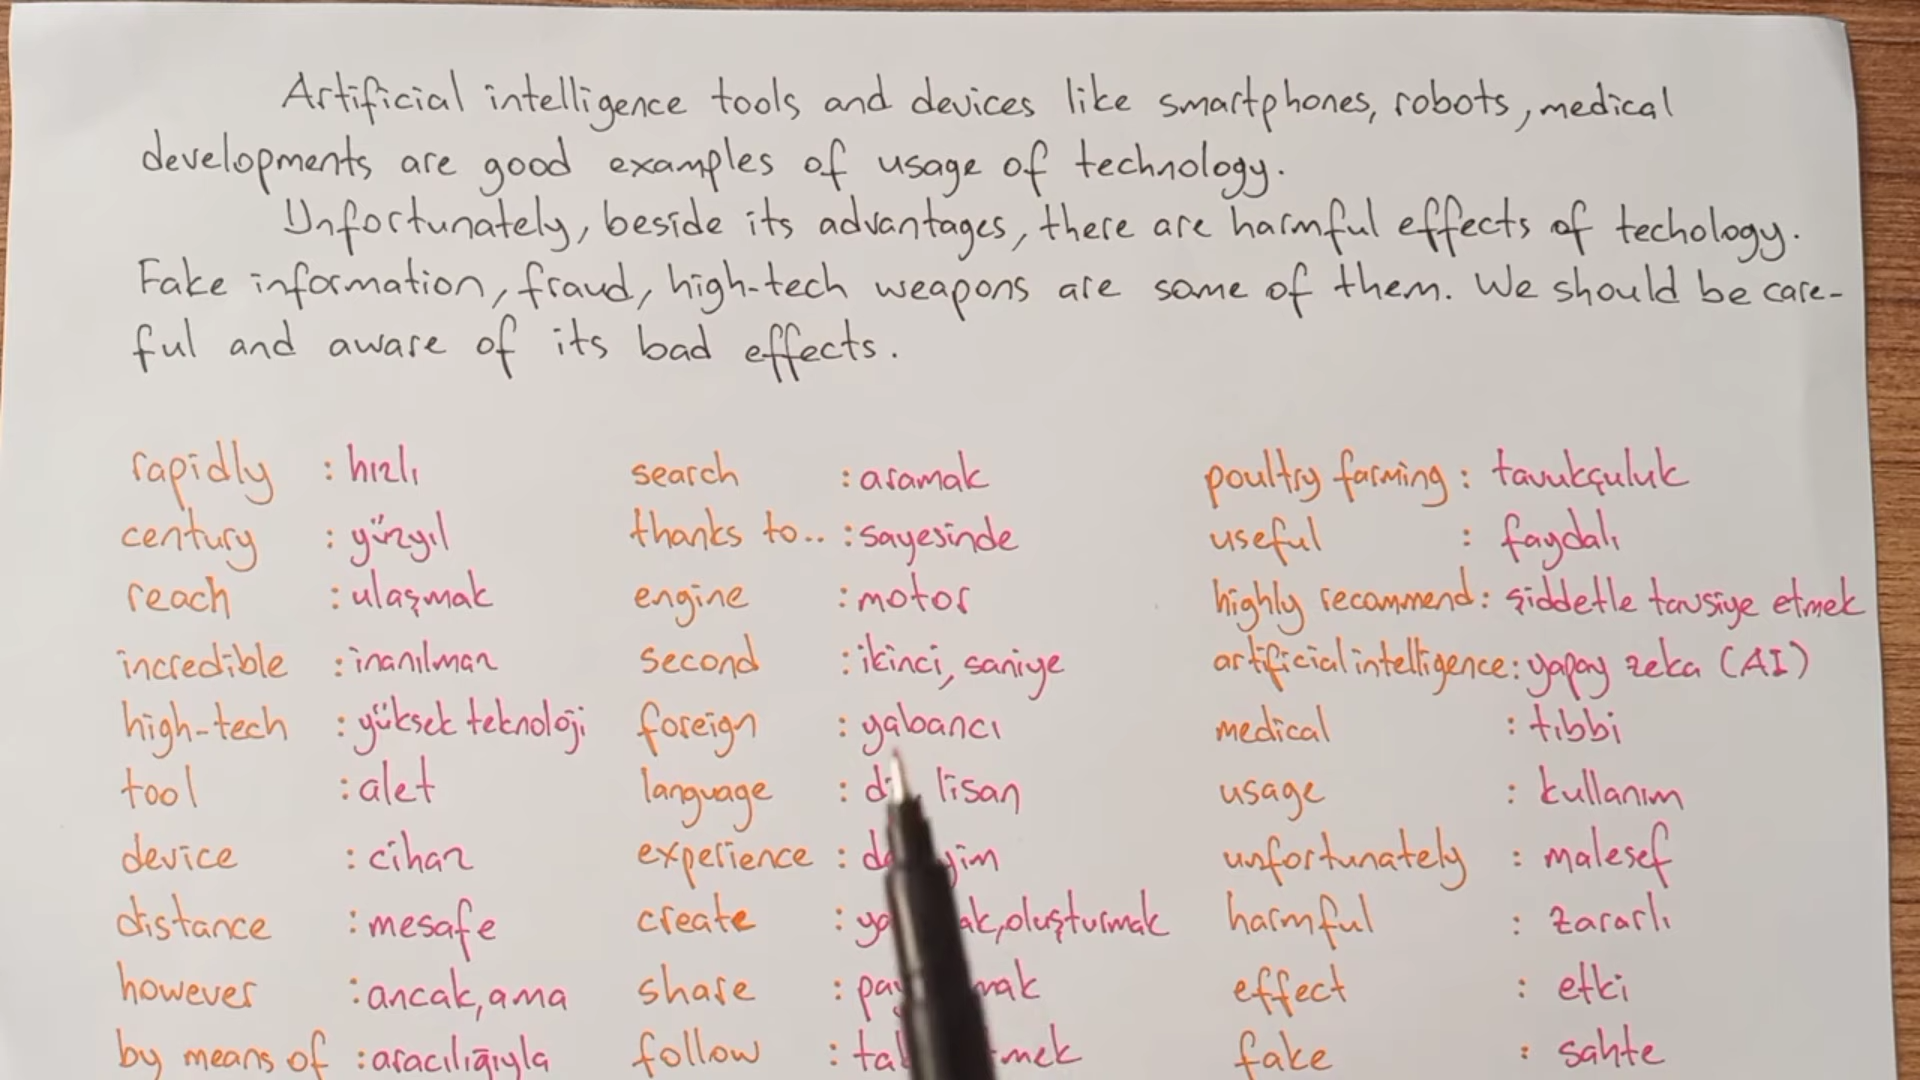 Artificial intelligence tools and devices like smartphones, robots, medical
developments are good examples of usage of technology.
Unfortunately, beside its advantages, there are harmful effects of techology.
Fake information, fraud, high-tech weapons are some of them. We should be care-
ful and aware of its bad effects.
rapidly : hızlı
century : yüzyıl
reach : ulaşmak
incredible : inanılmaz
high-tech : yüksek teknoloji
tool : alet
device : cihaz
distance : mesafe
however : ancak, ama
by means of : aracılığıyla
search : aramak
thanks to.. : sayesinde
engine : motor
second : ikinci, saniye
foreign : yabancı
language : lisan
experience :
create : oluşturmak
share :
follow :
poultry farming : tavukçuluk
useful : faydalı
highly recommend : şiddetle tavsiye etmek
artificial intelligence : yapay zeka (AI)
medical : tıbbi
usage : kullanım
unfortunately : malesef
harmful : zararlı
effect : etki
fake : sahte